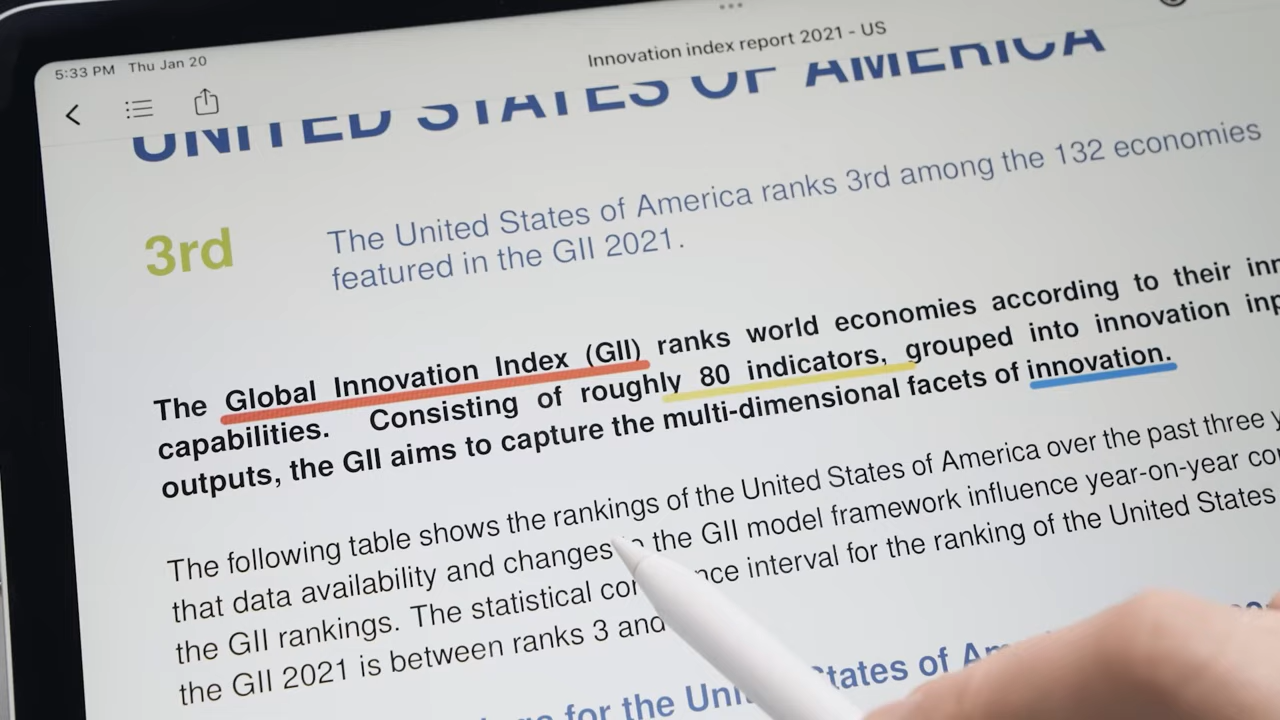 5:33 PM Thu Jan 20
Innovation index report 2021 - US
UNITED STATES OF AMERICA
3rd
The United States of America ranks 3rd among the 132 economies
featured in the GII 2021.
The Global Innovation Index (GII) ranks world economies according to their
capabilities. Consisting of roughly 80 indicators, grouped into innovation
outputs, the GII aims to capture the multi-dimensional facets of innovation.
The following table shows the rankings of the United States of America over the past three
that data availability and changes the GII model framework influence year-on-year
the GII rankings. The statistical interval for the ranking of the United States
the GII 2021 is between ranks 3 and
for the States of